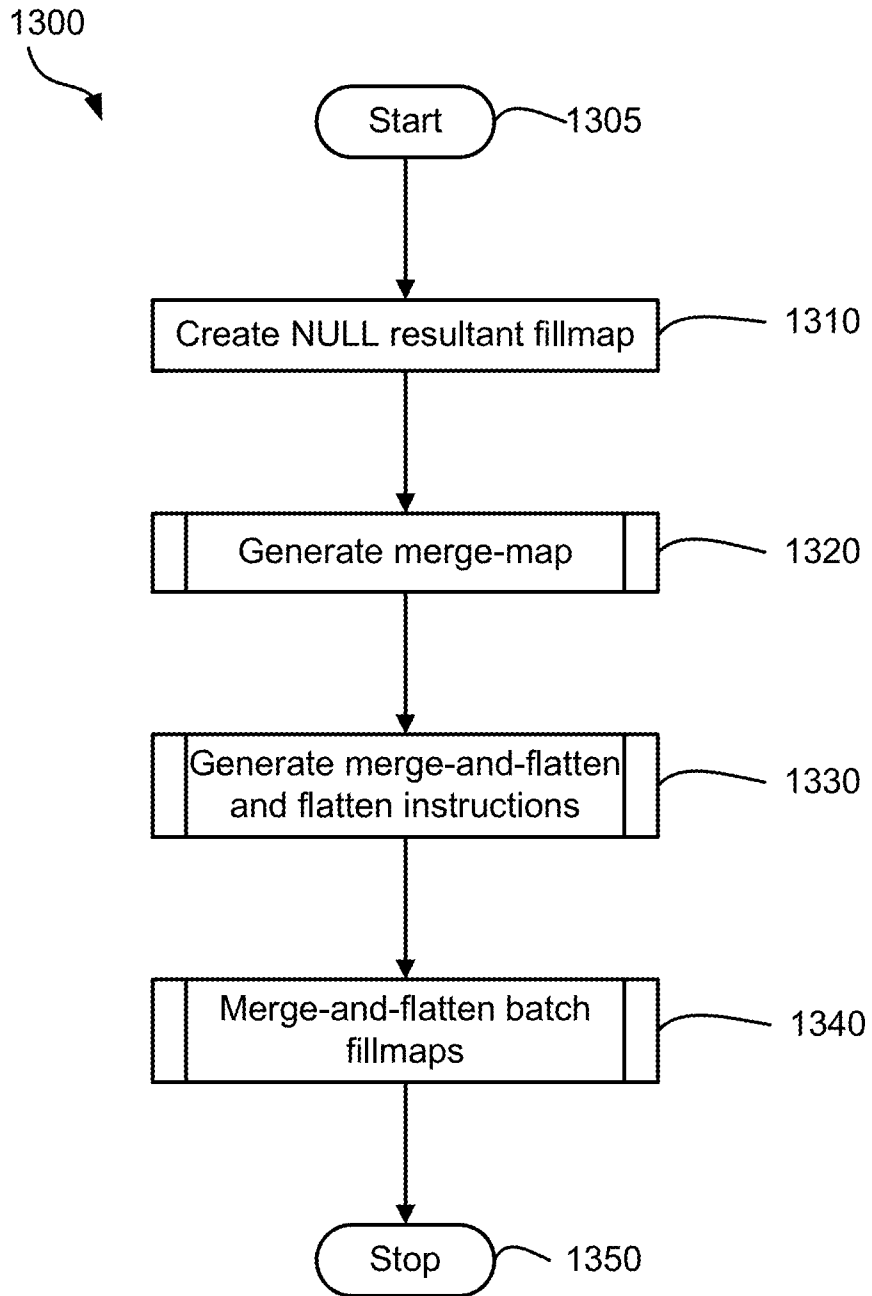 1300
Start
1305
Create NULL resultant fillmap
1310
Generate merge-map
1320
Generate merge-and-flatten
and flatten instructions
1330
Merge-and-flatten batch
fillmaps
1340
Stop
1350